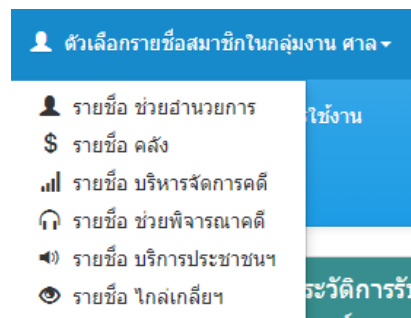 ตัวเลือกรายชื่อสมาชิกในกลุ่มงาน ศาล
รายชื่อ ช่วยอำนวยการ
รายชื่อ คลัง
รายชื่อ บริหารจัดการคดี
รายชื่อ ช่วยพิจารณาคดี
รายชื่อ บริการประชาชนฯ
รายชื่อ ไกล่เกลี่ยฯ
ใช้งาน